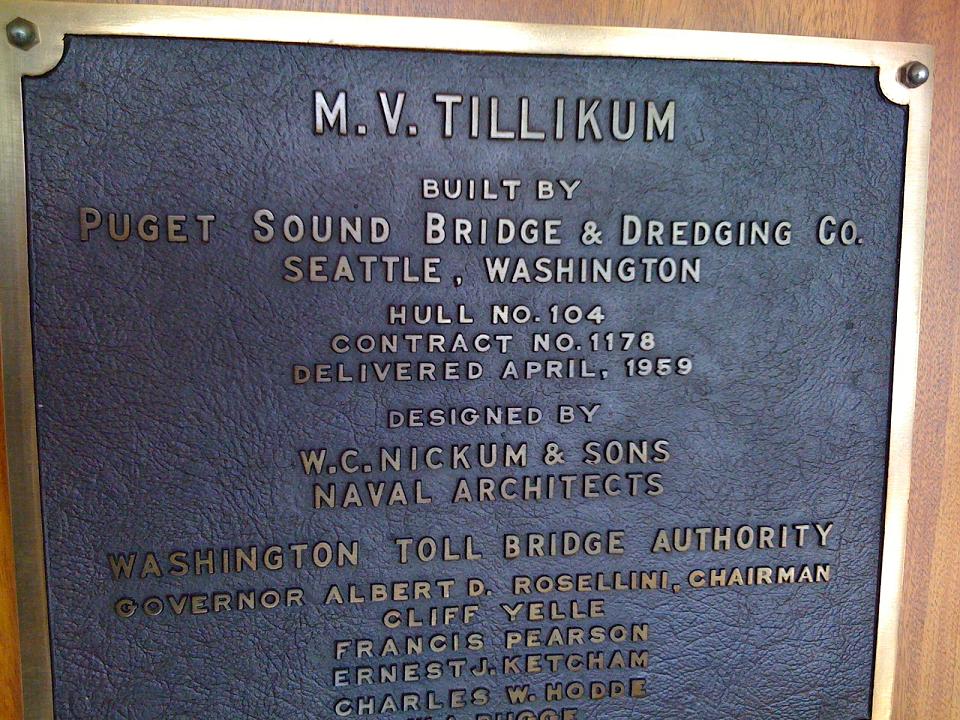 M.V. TILLIKUM
BUILT BY
PUGET SOUND BRIDGE & DREDGING CO.
SEATTLE, WASHINGTON
HULL NO. 104
CONTRACT NO. 1178
DELIVERED APRIL, 1959
DESIGNED BY
W.C. NICKUM & SONS
NAVAL ARCHITECTS
WASHINGTON TOLL BRIDGE AUTHORITY
GOVERNOR ALBERT D. ROSELLINI, CHAIRMAN
CLIFF YELLE
FRANCIS PEARSON
ERNEST J. KETCHAM
CHARLES W. HODDE
BUGGE